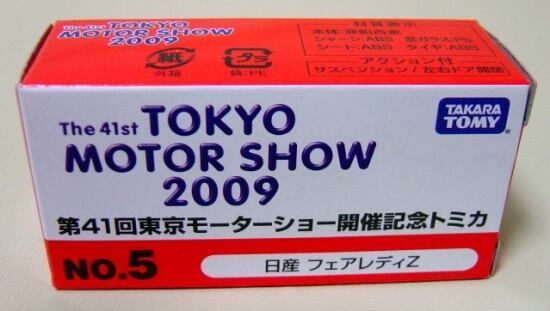 The 41st TOKYO
MOTOR SHOW
2009
紙
外箱
プラ
袋:PE
材質表示
本体:亜鉛合金
シャーシ:ABS 窓ガラス:PS
シート:ABS タイヤ:ABS
アクション付
サスペンション/左右ドア開閉
The 41st TOKYO
MOTOR SHOW
2009
TAKARA
TOMY
第41回東京モーターショー開催記念トミカ
NO.5
日産 フェアレディZ